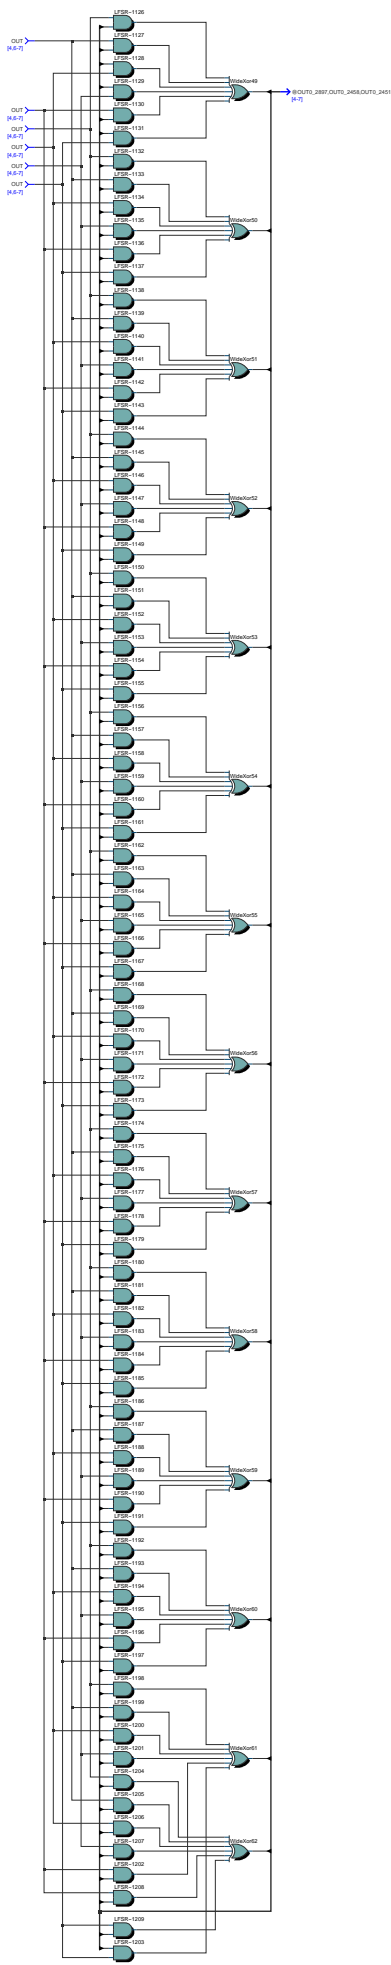 LFSR-1126
OUT
[4,6-7]
LFSR-1127
LFSR-1128
LFSR-1129
WideXor49
@OUT0_2897,OUT0_2458,OUT0_2451
[4-7]
OUT
[4,6-7]
LFSR-1130
OUT
[4,6-7]
LFSR-1131
OUT
[4,6-7]
LFSR-1132
OUT
[4,6-7]
LFSR-1133
OUT
[4,6-7]
LFSR-1134
WideXor50
LFSR-1135
LFSR-1136
LFSR-1137
LFSR-1138
LFSR-1139
LFSR-1140
WideXor51
LFSR-1141
LFSR-1142
LFSR-1143
LFSR-1144
LFSR-1145
LFSR-1146
WideXor52
LFSR-1147
LFSR-1148
LFSR-1149
LFSR-1150
LFSR-1151
LFSR-1152
WideXor53
LFSR-1153
LFSR-1154
LFSR-1155
LFSR-1156
LFSR-1157
LFSR-1158
WideXor54
LFSR-1159
LFSR-1160
LFSR-1161
LFSR-1162
LFSR-1163
LFSR-1164
WideXor55
LFSR-1165
LFSR-1166
LFSR-1167
LFSR-1168
LFSR-1169
LFSR-1170
WideXor56
LFSR-1171
LFSR-1172
LFSR-1173
LFSR-1174
LFSR-1175
LFSR-1176
WideXor57
LFSR-1177
LFSR-1178
LFSR-1179
LFSR-1180
LFSR-1181
LFSR-1182
WideXor58
LFSR-1183
LFSR-1184
LFSR-1185
LFSR-1186
LFSR-1187
LFSR-1188
WideXor59
LFSR-1189
LFSR-1190
LFSR-1191
LFSR-1192
LFSR-1193
LFSR-1194
WideXor60
LFSR-1195
LFSR-1196
LFSR-1197
LFSR-1198
LFSR-1199
LFSR-1200
WideXor61
LFSR-1201
LFSR-1204
LFSR-1205
LFSR-1206
WideXor62
LFSR-1207
LFSR-1202
LFSR-1208
LFSR-1209
LFSR-1203